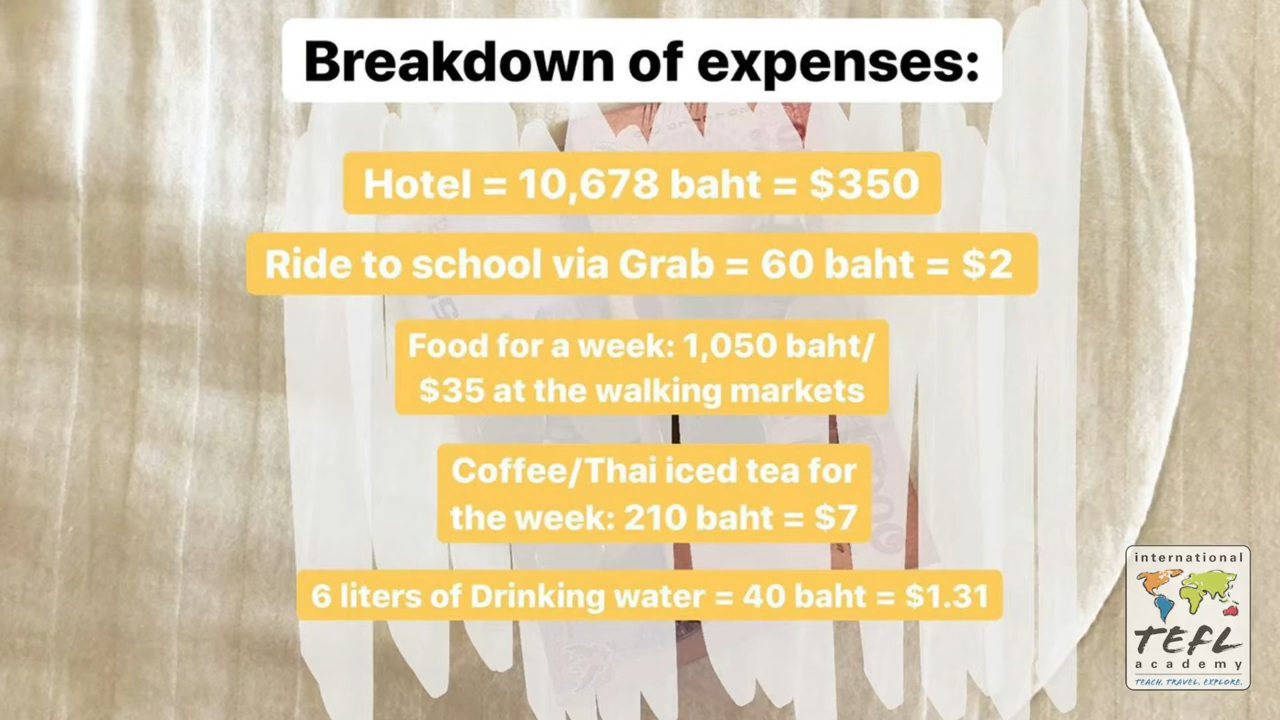 Breakdown of expenses:
Hotel = 10,678 baht = $350
Ride to school via Grab = 60 baht = $2
Food for a week: 1,050 baht/
$35 at the walking markets
Coffee/Thai iced tea for
the week: 210 baht = $7
6 liters of Drinking water = 40 baht = $1.31
international
TEFL
academy
TEACH. TRAVEL. EXPLORE.